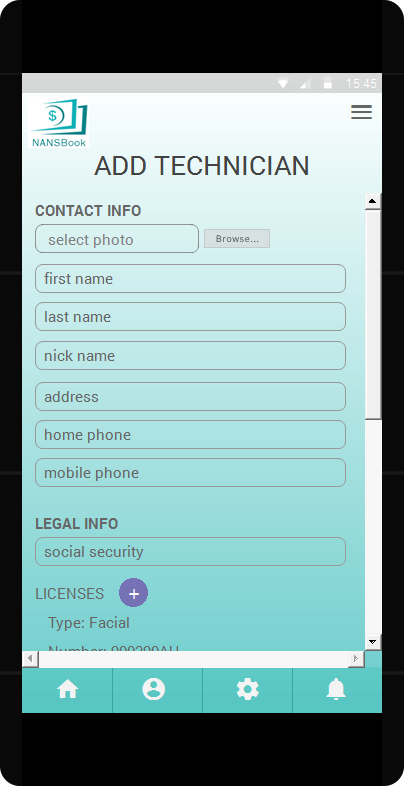 15:45
$
NANSBook
ADD TECHNICIAN
CONTACT INFO
select photo Browse...
first name
last name
nick name
address
home phone
mobile phone
LEGAL INFO
social security
LICENSES +
Type: Facial
Number: